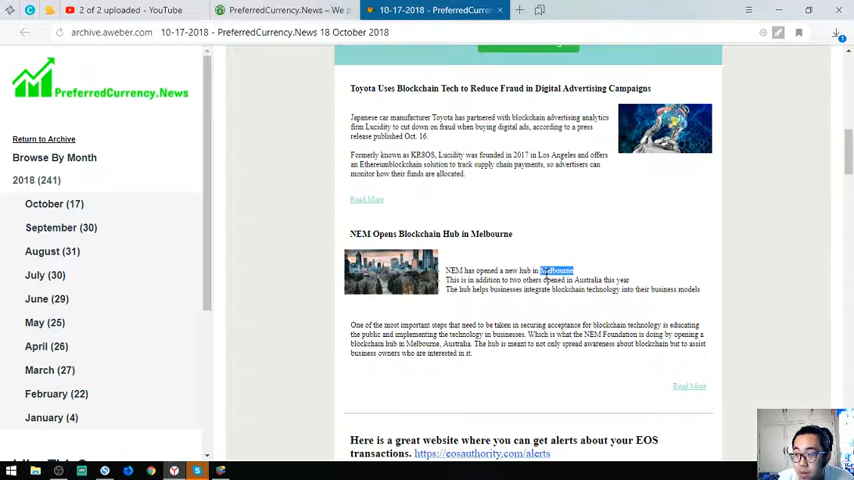 2 of 2 uploaded - YouTube
PreferredCurrency.News – We p
10-17-2018 - PreferredCurren
archive.aweber.com
10-17-2018 - PreferredCurrency.News 18 October 2018
PreferredCurrency.News
Return to Archive
Browse By Month
2018 (241)
October (17)
September (30)
August (31)
July (30)
June (29)
May (25)
April (26)
March (27)
February (22)
January (4)
Toyota Uses Blockchain Tech to Reduce Fraud in Digital Advertising Campaigns
Japanese car manufacturer Toyota has partnered with blockchain advertising analytics
firm Lucidity to cut down on fraud when buying digital ads, according to a press
release published Oct. 16.
Formerly known as KR8OS, Lucidity was founded in 2017 in Los Angeles and offers
an Ethereumblockchain solution to track supply chain payments, so advertisers can
monitor how their funds are allocated.
Read More
NEM Opens Blockchain Hub in Melbourne
NEM has opened a new hub in Melbourne
This is in addition to two others opened in Australia this year
The hub helps businesses integrate blockchain technology into their business models
One of the most important steps that need to be taken in securing acceptance for blockchain technology is educating
the public and implementing the technology in businesses. Which is what the NEM Foundation is doing by opening a
blockchain hub in Melbourne, Australia. The hub is meant to not only spread awareness about blockchain but to assist
business owners who are interested in it.
Read More
Here is a great website where you can get alerts about your EOS
transactions. https://eosauthority.com/alerts